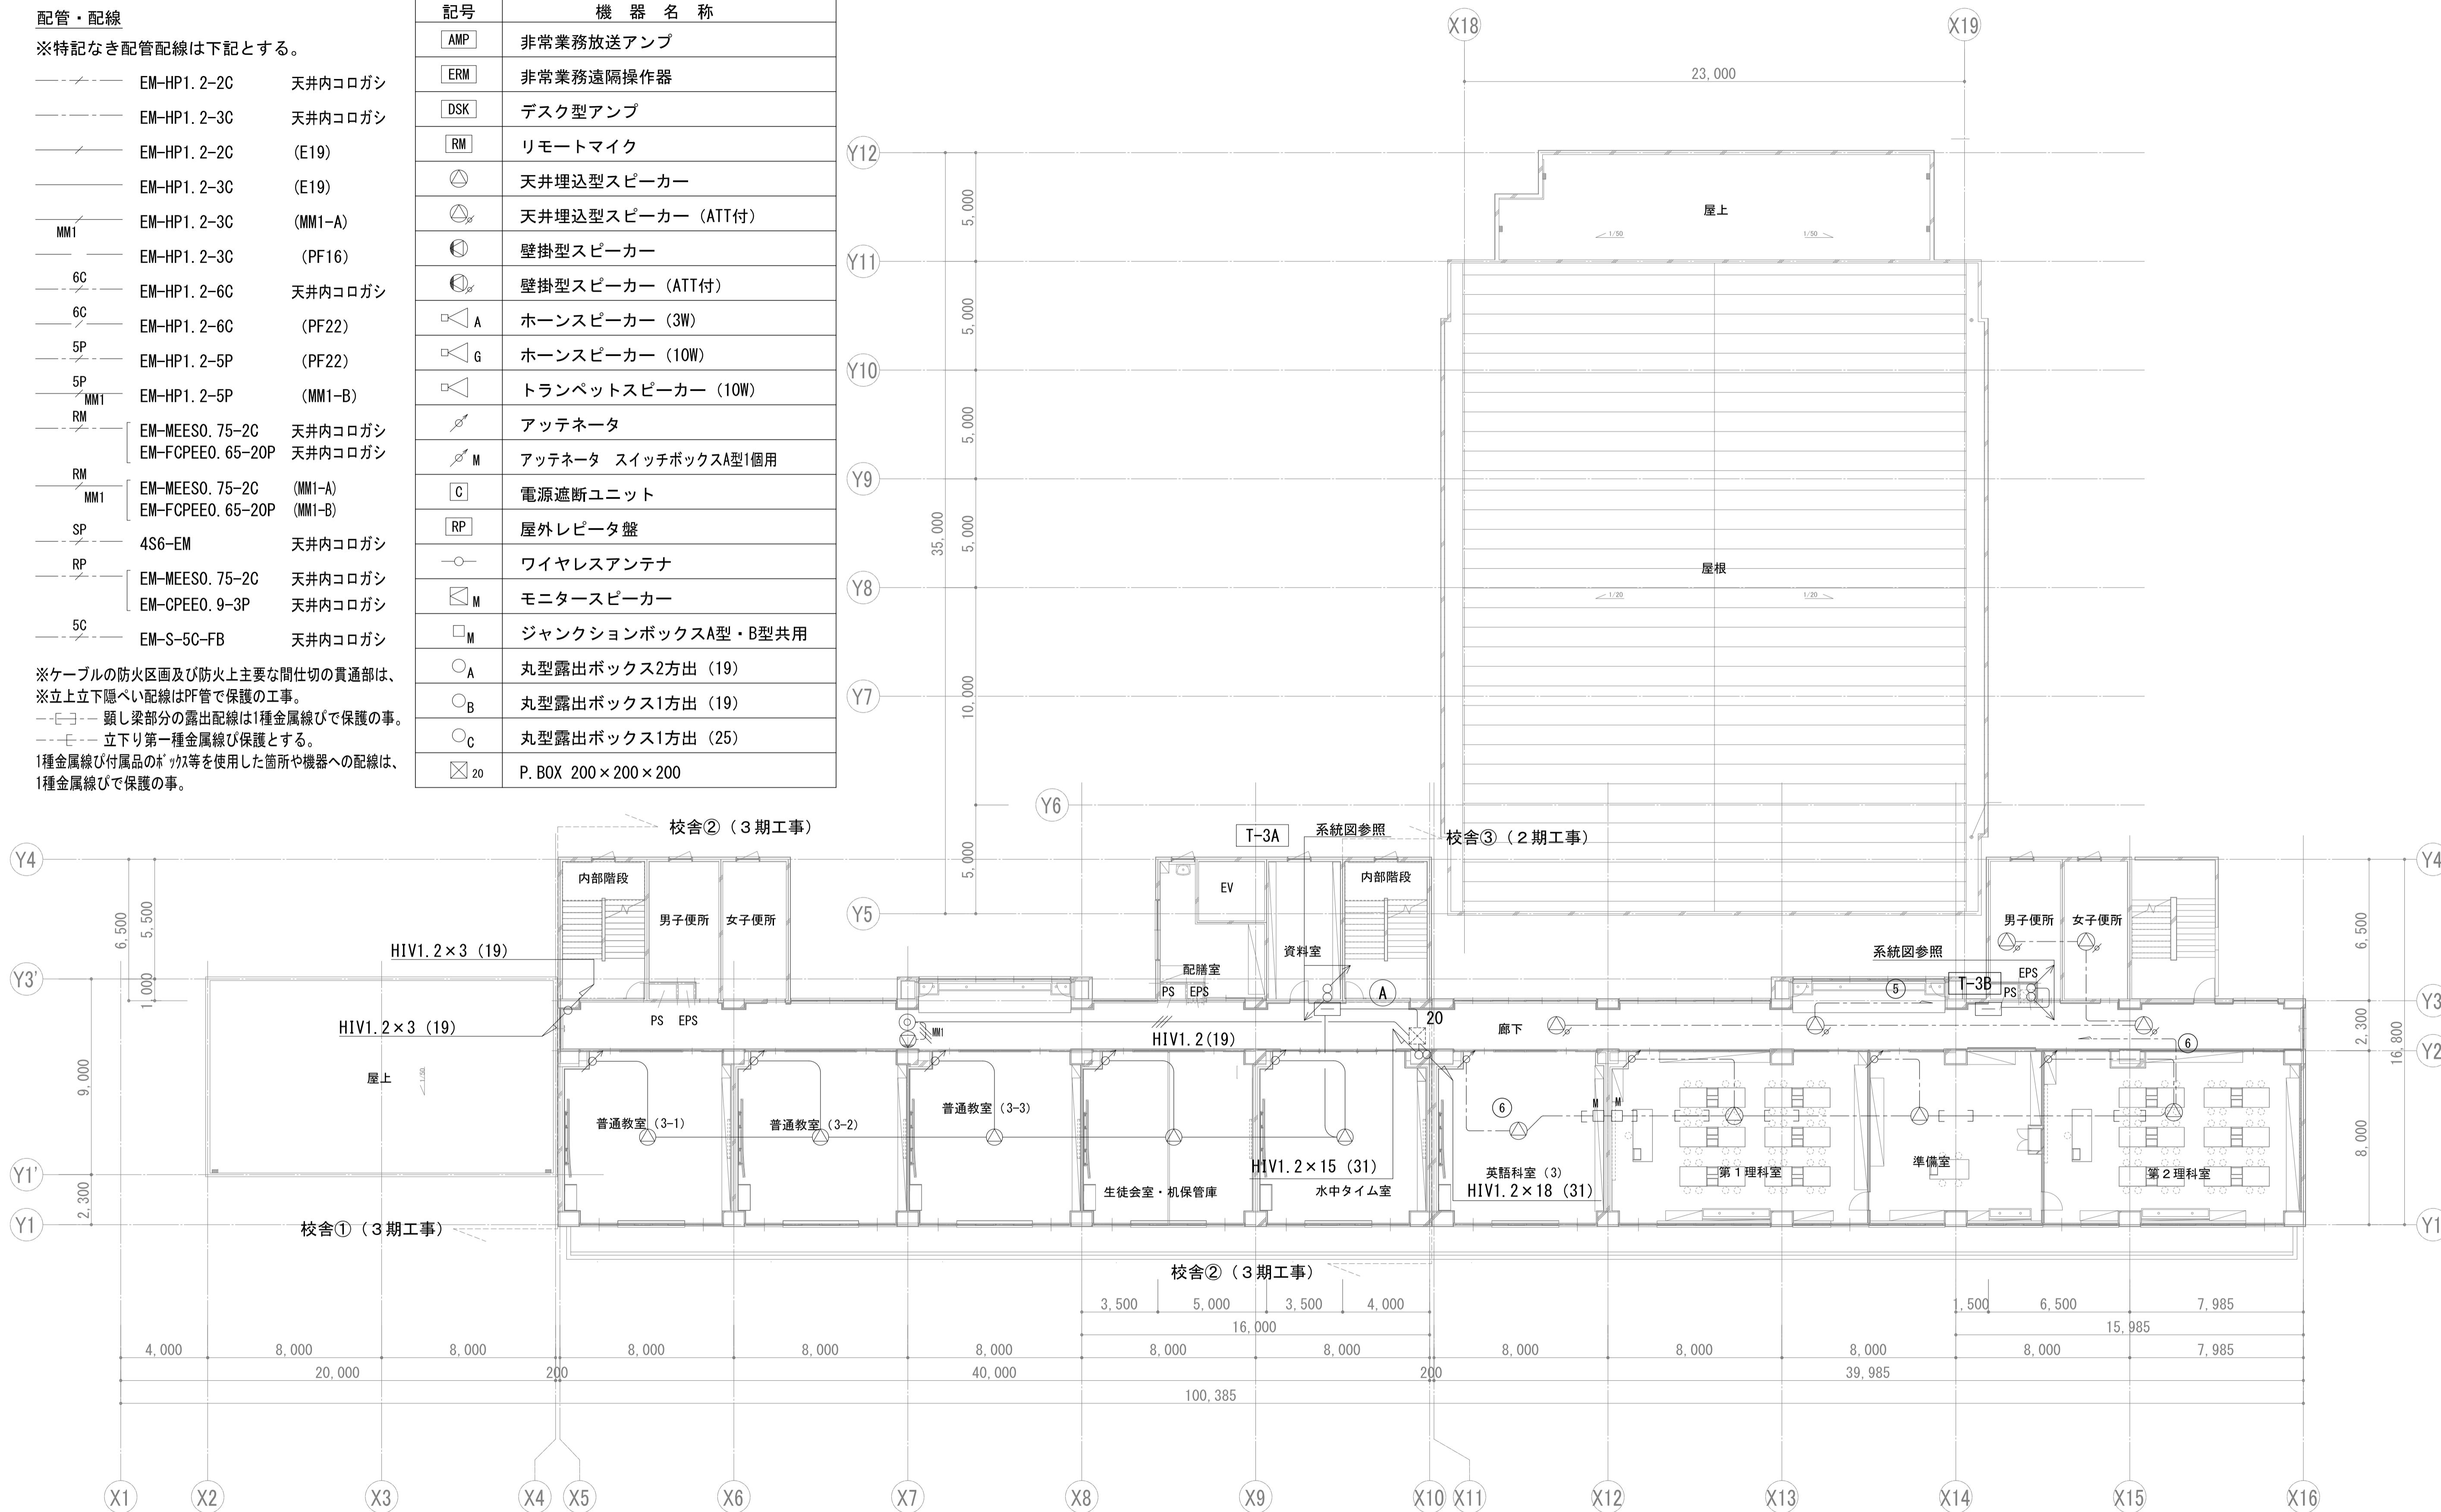 配管・配線
※特記なき配管配線は下記とする。
EM-HP1.2-2C 天井内コロガシ
EM-HP1.2-3C 天井内コロガシ
EM-HP1.2-2C (E19)
EM-HP1.2-3C (E19)
MM1 EM-HP1.2-3C (MM1-A)
EM-HP1.2-3C (PF16)
6C EM-HP1.2-6C 天井内コロガシ
6C EM-HP1.2-6C (PF22)
5P EM-HP1.2-5P (PF22)
5P MM1 EM-HP1.2-5P (MM1-B)
RM EM-MEES0.75-2C 天井内コロガシ
EM-FCPEE0.65-20P 天井内コロガシ
RM MM1 EM-MEES0.75-2C (MM1-A)
EM-FCPEE0.65-20P (MM1-B)
SP 4S6-EM 天井内コロガシ
RP EM-MEES0.75-2C 天井内コロガシ
EM-CPEE0.9-3P 天井内コロガシ
5C EM-S-5C-FB 天井内コロガシ
※ケーブルの防火区画及び防火上主要な間仕切の貫通部は、
※立上立下隠ぺい配線はPF管で保護の工事。
顕し梁部分の露出配線は1種金属線ぴで保護の事。
立下り第一種金属線ぴ保護とする。
1種金属線ぴ付属品のボックス等を使用した箇所や機器への配線は、
1種金属線ぴで保護の事。
記号 機器名称
AMP 非常業務放送アンプ
ERM 非常業務遠隔操作器
DSK デスク型アンプ
RM リモートマイク
天井埋込型スピーカー
天井埋込型スピーカー（ATT付）
壁掛型スピーカー
壁掛型スピーカー（ATT付）
A ホーンスピーカー（3W）
G ホーンスピーカー（10W）
トランペットスピーカー（10W）
アッテネータ
M アッテネータ スイッチボックスA型1個用
C 電源遮断ユニット
RP 屋外レピータ盤
ワイヤレスアンテナ
M モニタースピーカー
M ジャンクションボックスA型・B型共用
A 丸型露出ボックス2方出（19）
B 丸型露出ボックス1方出（19）
C 丸型露出ボックス1方出（25）
20 P.BOX 200×200×200
X18 X19
23,000
Y12
5,000
屋上
1/50 1/50
Y11
5,000
Y10
5,000
Y9
35,000 5,000
屋根
Y8
1/20 1/20
10,000
Y7
Y6
5,000
Y5
校舎②（３期工事）
T-3A 系統図参照
校舎③（２期工事）
Y4 Y4
6,500 5,500
内部階段 男子便所 女子便所
EV 資料室 内部階段
配膳室
PS EPS
A
男子便所 女子便所
6,500
系統図参照
T-3B EPS
PS
5
HIV1.2×3（19）
Y3' Y3
1,000
HIV1.2×3（19）
PS EPS
MM1
HIV1.2(19)
20
廊下
2,300
16,800
6
Y2
屋上
1/50
9,000
普通教室（3-1） 普通教室（3-2） 普通教室（3-3）
生徒会室・机保管庫 水中タイム室
HIV1.2×15（31）
6
M M
英語科室（3）
HIV1.2×18（31）
第１理科室 準備室 第２理科室
8,000
Y1'
2,300
Y1 Y1
校舎①（３期工事）
校舎②（３期工事）
3,500 5,000 3,500 4,000 1,500 6,500 7,985
16,000 15,985
4,000 8,000 8,000 8,000 8,000 8,000 8,000 8,000 8,000 8,000 8,000 8,000 7,985
20,000 200 40,000 200 39,985
100,385
X1 X2 X3 X4 X5 X6 X7 X8 X9 X10 X11 X12 X13 X14 X15 X16